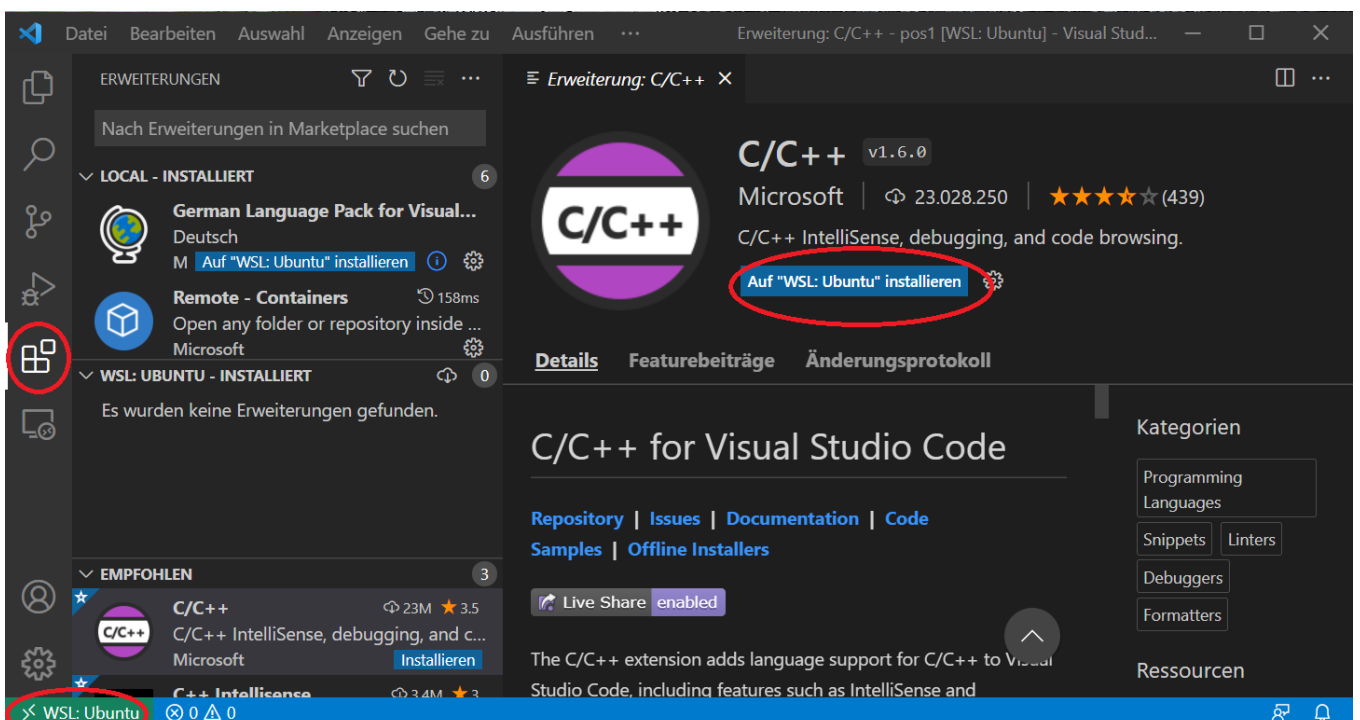 Datei Bearbeiten Auswahl Anzeigen Gehe zu Ausführen ··· Erweiterung: C/C++ - pos1 [WSL: Ubuntu] - Visual Stud...
ERWEITERUNGEN
Nach Erweiterungen in Marketplace suchen
LOCAL - INSTALLIERT 6
German Language Pack for Visual...
Deutsch
M Auf "WSL: Ubuntu" installieren
Remote - Containers 158ms
Open any folder or repository inside ...
Microsoft
WSL: UBUNTU - INSTALLIERT 0
Es wurden keine Erweiterungen gefunden.
EMPFOHLEN 3
C/C++ 23M ★ 3.5
C/C++
C/C++ IntelliSense, debugging, and c...
Microsoft Installieren
C++ Intellisense 3.4M ★ 3
Erweiterung: C/C++
C/C++
C/C++ v1.6.0
Microsoft 23.028.250 (439)
C/C++ IntelliSense, debugging, and code browsing.
Auf "WSL: Ubuntu" installieren
Details Featurebeiträge Änderungsprotokoll
C/C++ for Visual Studio Code
Repository | Issues | Documentation | Code
Samples | Offline Installers
Live Share enabled
The C/C++ extension adds language support for C/C++ to Visual
Studio Code, including features such as IntelliSense and
Kategorien
Programming
Languages
Snippets Linters
Debuggers
Formatters
Ressourcen
WSL: Ubuntu 0 0